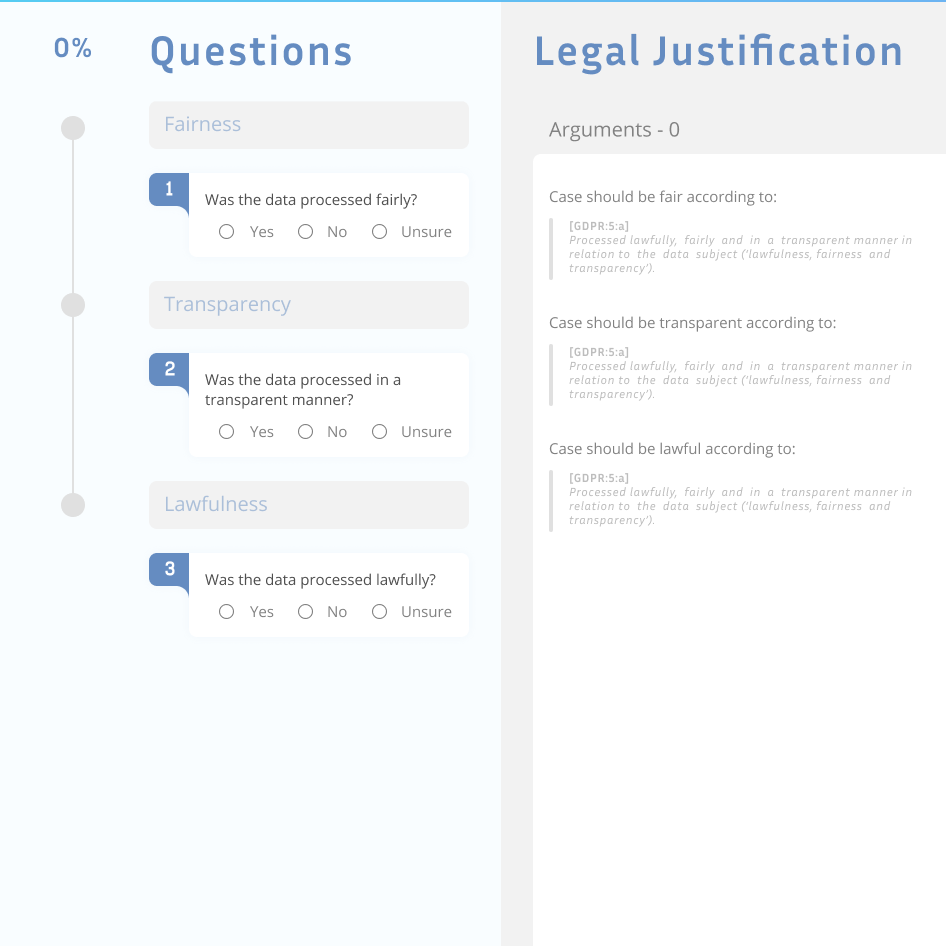 0%
Questions
Fairness
1
Was the data processed fairly?
Yes No Unsure
Transparency
2
Was the data processed in a
transparent manner?
Yes No Unsure
Lawfulness
3
Was the data processed lawfully?
Yes No Unsure
Legal Justification
Arguments - 0
Case should be fair according to:
[GDPR:5:a]
Processed lawfully, fairly and in a transparent manner in
relation to the data subject (‘lawfulness, fairness and
transparency’).
Case should be transparent according to:
[GDPR:5:a]
Processed lawfully, fairly and in a transparent manner in
relation to the data subject (‘lawfulness, fairness and
transparency’).
Case should be lawful according to:
[GDPR:5:a]
Processed lawfully, fairly and in a transparent manner in
relation to the data subject (‘lawfulness, fairness and
transparency’).